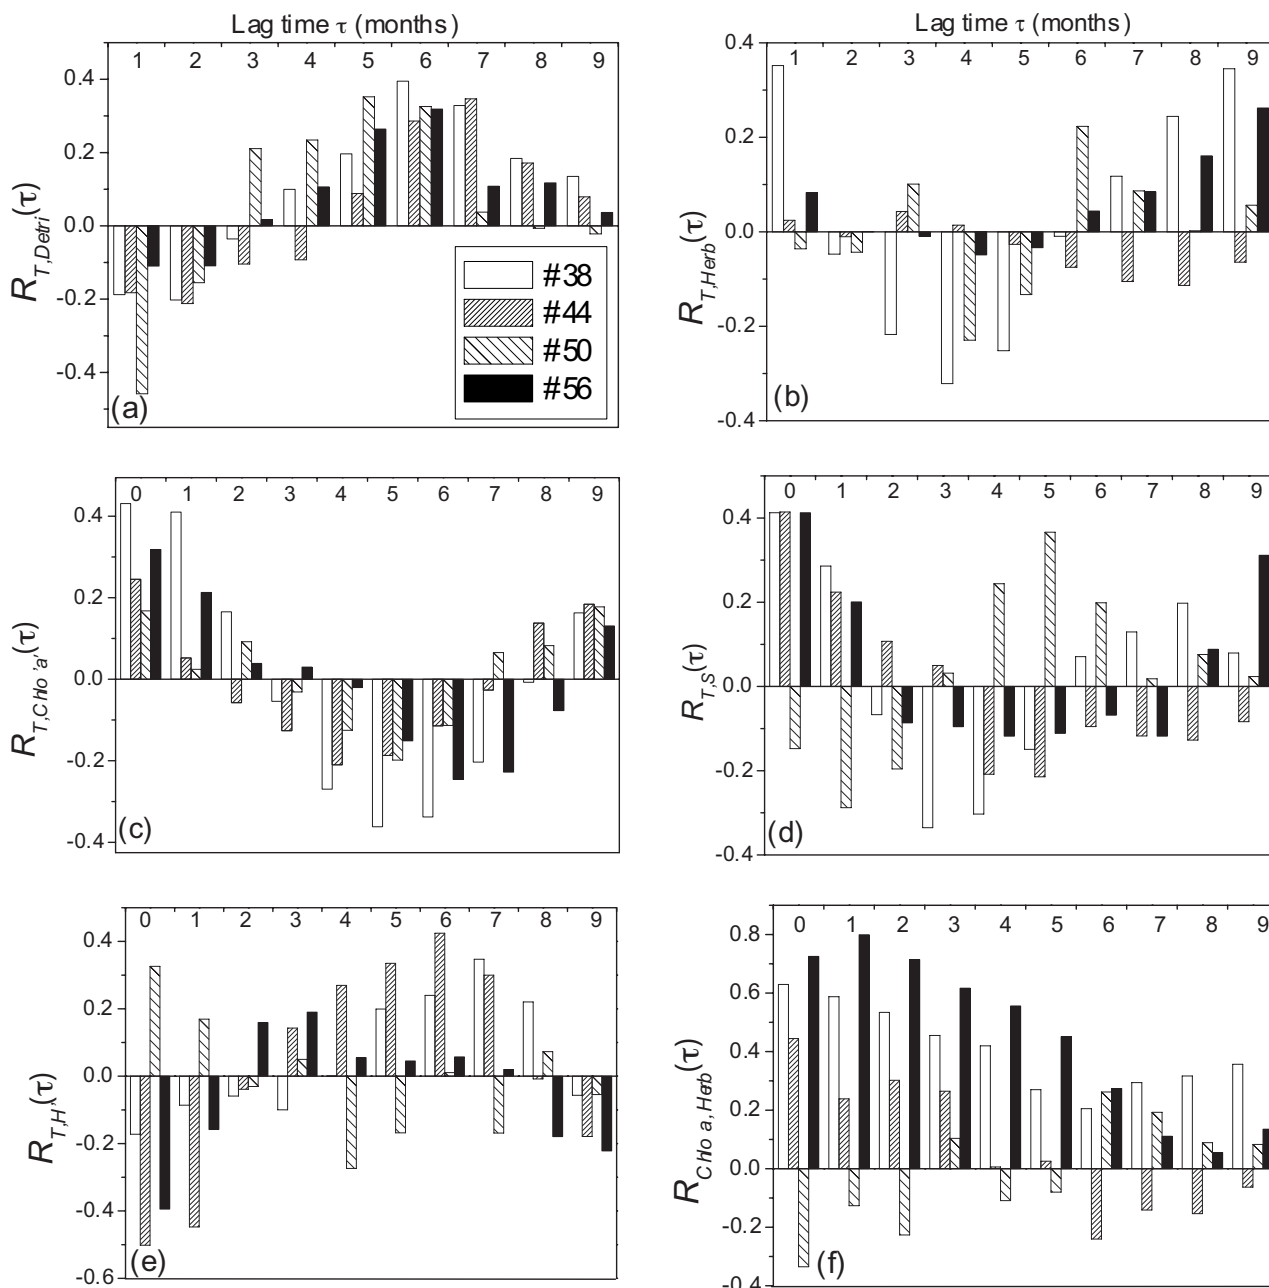 Lag time τ (months)
1 2 3 4 5 6 7 8 9
0.4
0.2
0.0
-0.2
-0.4
R T,Detri (τ)
#38
#44
#50
#56
(a)
Lag time τ (months)
1 2 3 4 5 6 7 8 9
0.4
0.2
0.0
-0.2
-0.4
R T,Herb (τ)
(b)
0 1 2 3 4 5 6 7 8 9
0.4
0.2
0.0
-0.2
-0.4
R T,CHlo 'a' (τ)
(c)
0 1 2 3 4 5 6 7 8 9
0.4
0.2
0.0
-0.2
-0.4
R T,S (τ)
(d)
0 1 2 3 4 5 6 7 8 9
0.4
0.2
0.0
-0.2
-0.4
-0.6
R T,H' (τ)
(e)
0 1 2 3 4 5 6 7 8 9
0.8
0.6
0.4
0.2
0.0
-0.2
-0.4
R CHlo a, Herb (τ)
(f)